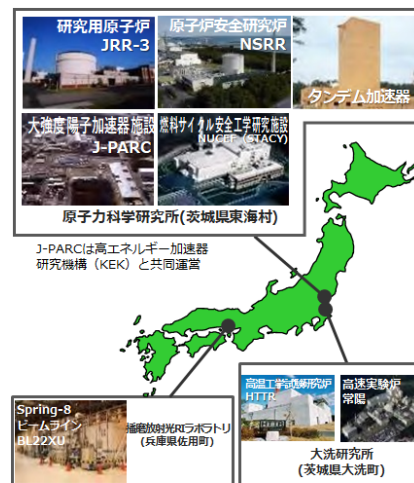 研究用原子炉
JRR-3
原子炉安全研究炉
NSRR
タンデム加速器
大強度陽子加速器施設
J-PARC
燃料サイクル安全工学研究施設
NUCEF (STACY)
原子力科学研究所(茨城県東海村)
J-PARCは高エネルギー加速器
研究機構（KEK）と共同運営
Spring-8
ビームライン
BL22XU
播磨放射光RIラボラトリ
(兵庫県佐用町)
高温工学試験研究炉
HTTR
高速実験炉
常陽
大洗研究所
(茨城県大洗町)